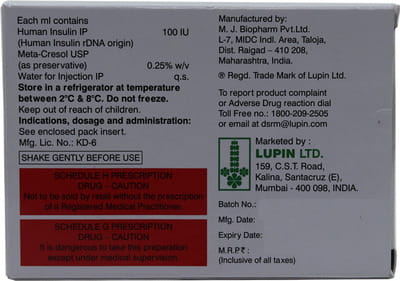 Each ml contains
Human Insulin IP 100 IU
(Human Insulin rDNA origin)
Meta-Cresol USP
(as preservative) 0.25% w/v
Water for Injection IP q.s.
Store in a refrigerator at temperature
between 2°C & 8°C. Do not freeze.
Keep out of reach of children.
Indications, dosage and administration:
See enclosed pack insert.
Mfg. Lic. No.: KD-6
SHAKE GENTLY BEFORE USE
SCHEDULE H PRESCRIPTION
DRUG – CAUTION
Not to be sold by retail without the prescription
of a Registered Medical Practitioner.
SCHEDULE G PRESCRIPTION
DRUG – CAUTION
It is dangerous to take this preparation
except under medical supervision.
Manufactured by:
M. J. Biopharm Pvt.Ltd.
L-7, MIDC Indl. Area, Taloja,
Dist. Raigad – 410 208,
Maharashtra, India.
® Regd. Trade Mark of Lupin Ltd.
To report product complaint
or Adverse Drug reaction dial
Toll Free no.: 1800-209-2505
or email at dsrm@lupin.com
Marketed by :
LUPIN LTD.
159, C.S.T. Road,
Kalina, Santacruz (E),
Mumbai - 400 098, INDIA.
Batch No.:
Mfg. Date:
Expiry Date:
M.R.P.₹ :
(Inclusive of all taxes)